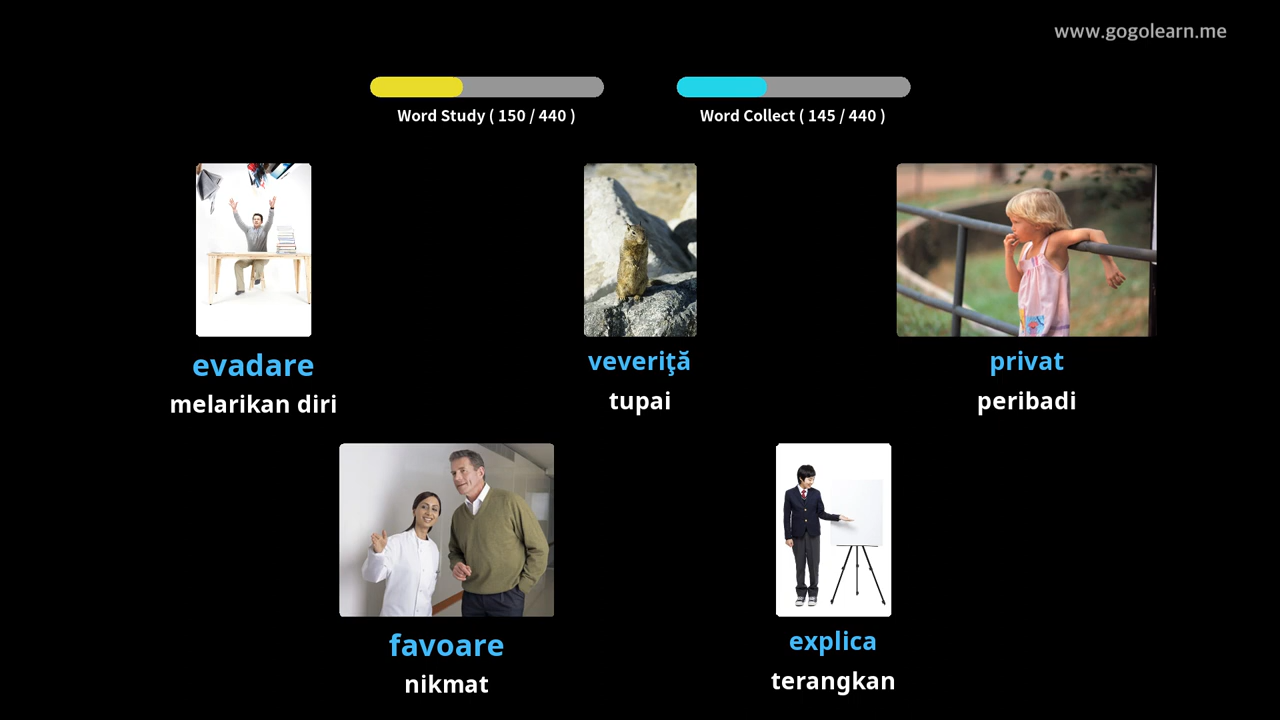 www.gogolearn.me
Word Study ( 150 / 440 )
Word Collect ( 145 / 440 )
evadare
melarikan diri
veveriţă
tupai
privat
peribadi
favoare
nikmat
explica
terangkan